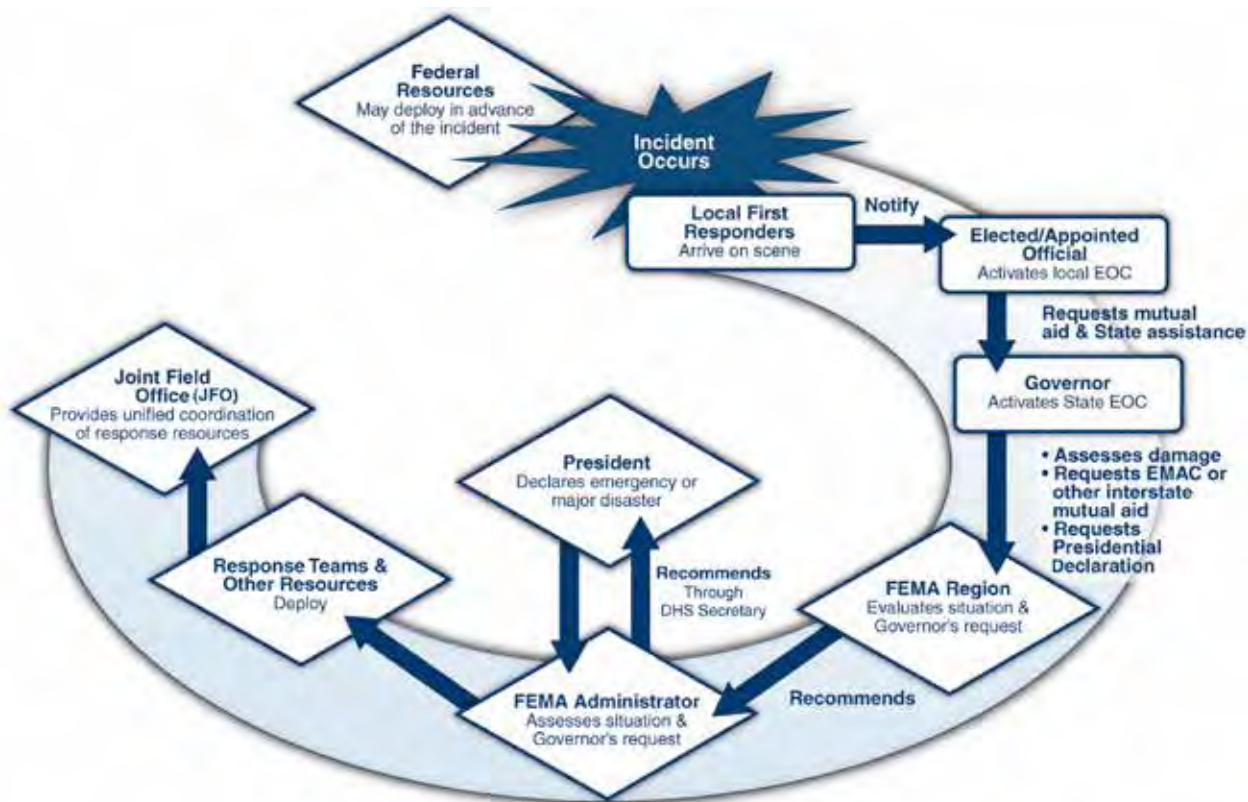 Federal
Resources
May deploy in advance
of the incident
Incident
Occurs
Local First
Responders
Arrive on scene
Notify
Elected/Appointed
Official
Activates local EOC
Requests mutual
aid & State assistance
Governor
Activates State EOC
• Assesses damage
• Requests EMAC or
other interstate
mutual aid
• Requests
Presidential
Declaration
FEMA Region
Evaluates situation &
Governor's request
Recommends
FEMA Administrator
Assesses situation &
Governor's request
Recommends
Through
DHS Secretary
President
Declares emergency or
major disaster
Response Teams &
Other Resources
Deploy
Joint Field
Office (JFO)
Provides unified coordination
of response resources